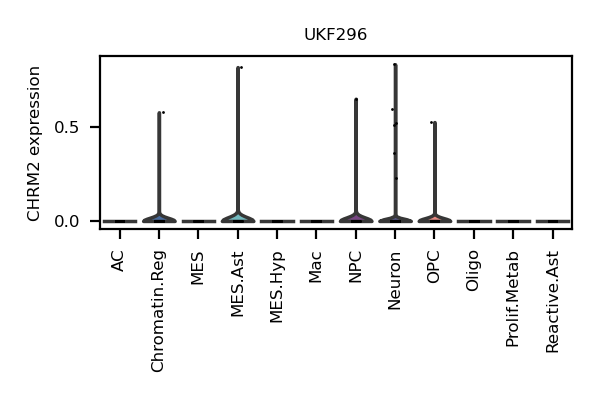 UKF296
CHRM2 expression
0.5
0.0
AC
Chromatin.Reg
MES
MES.Ast
MES.Hyp
Mac
NPC
Neuron
OPC
Oligo
Prolif.Metab
Reactive.Ast